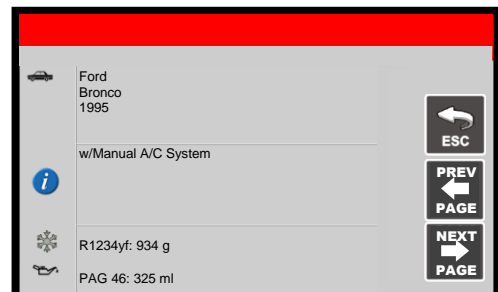 Ford
Bronco
1995
w/Manual A/C System
R1234yf: 934 g
PAG 46: 325 ml
ESC
PREV
PAGE
NEXT
PAGE